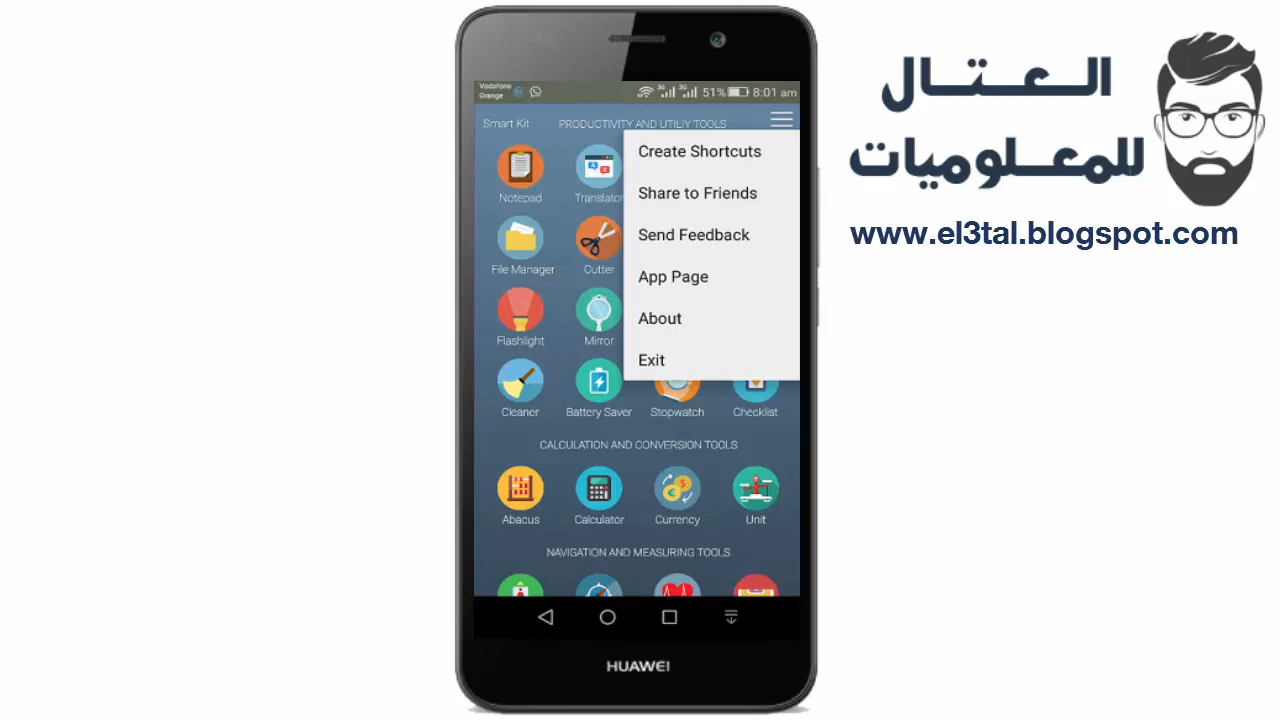 Vodafone
Orange
3G 2G 51% 8:01 am
Smart Kit PRODUCTIVITY AND UTILIY TOOLS
Create Shortcuts
Share to Friends
Send Feedback
App Page
About
Exit
Notepad Translator
File Manager Cutter
Flashlight Mirror
Cleaner Battery Saver Stopwatch Checklist
CALCULATION AND CONVERSION TOOLS
Abacus Calculator Currency Unit
NAVIGATION AND MEASURING TOOLS
HUAWEI
العتال
للمعلوميات
www.el3tal.blogspot.com